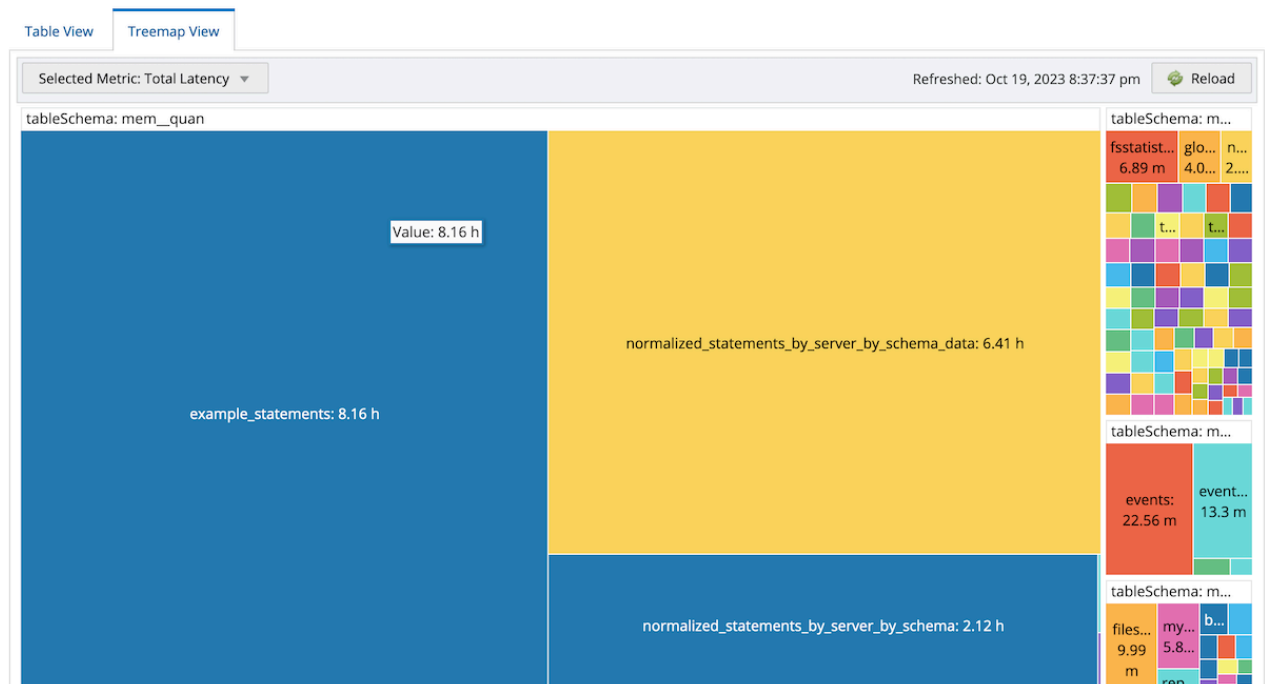 Table View
Treemap View
Selected Metric: Total Latency
Refreshed: Oct 19, 2023 8:37:37 pm
Reload
tableSchema: mem__quan
Value: 8.16 h
example_statements: 8.16 h
normalized_statements_by_server_by_schema_data: 6.41 h
normalized_statements_by_server_by_schema: 2.12 h
tableSchema: m...
fsstatist...
6.89 m
glo...
4.0...
n...
2....
t...
t...
tableSchema: m...
events:
22.56 m
event...
13.3 m
tableSchema: m...
files...
9.99
m
my...
5.8...
b...
rep...